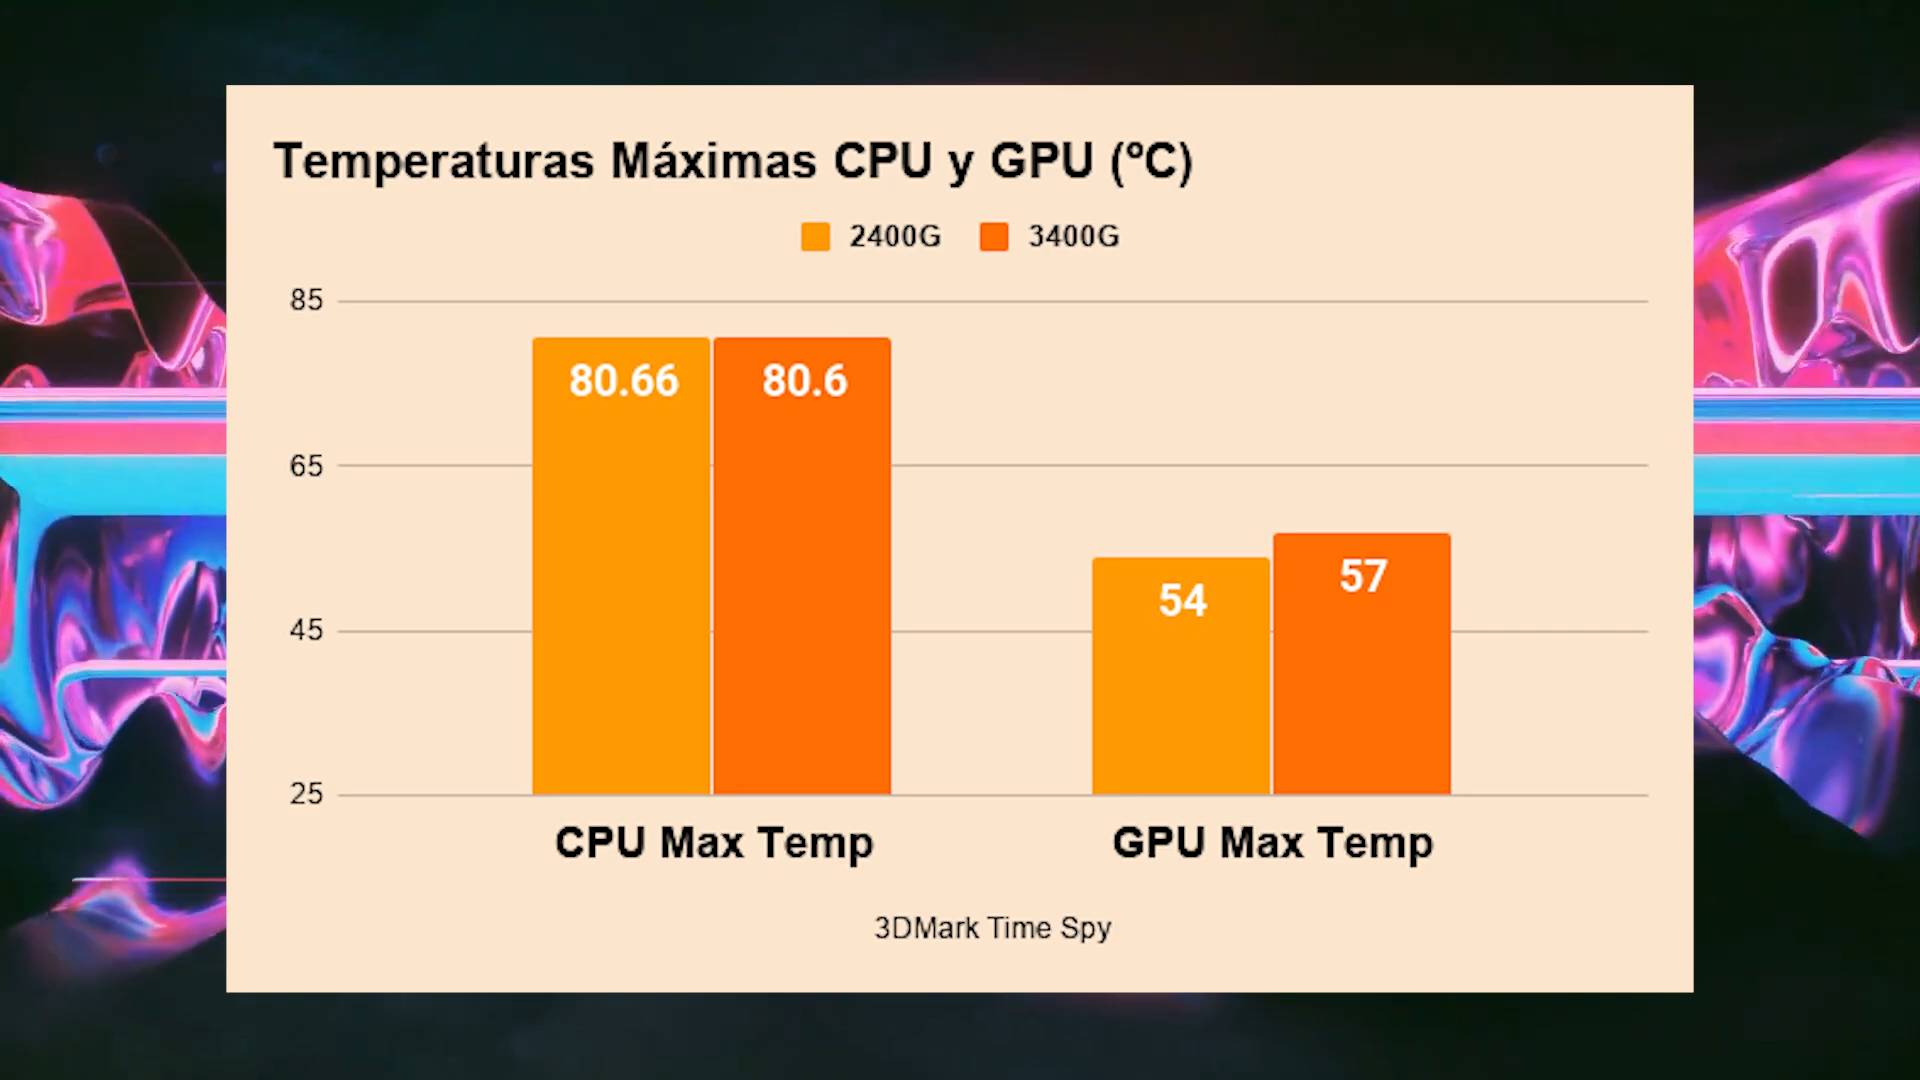 Temperaturas Máximas CPU y GPU (ºC)
2400G 3400G
85
80.66 80.6
65
54 57
45
25
CPU Max Temp GPU Max Temp
3DMark Time Spy